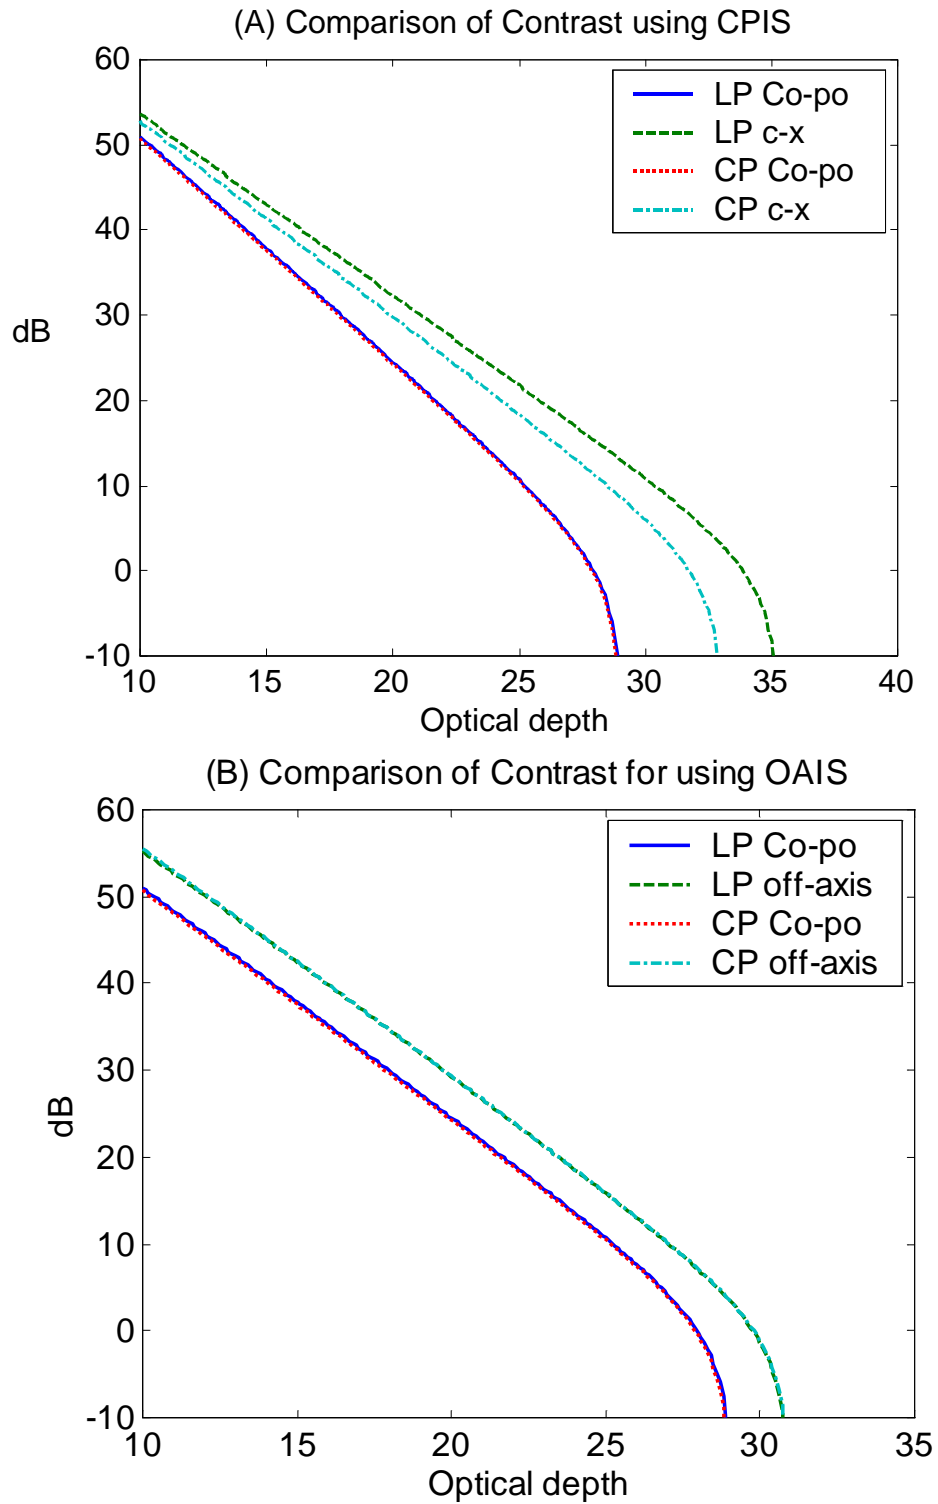 (A) Comparison of Contrast using CPIS
60
50
40
30
20
10
0
-10
dB
LP Co-po
LP c-x
CP Co-po
CP c-x
10 15 20 25 30 35 40
Optical depth
(B) Comparison of Contrast for using OAIS
60
50
40
30
20
10
0
-10
dB
LP Co-po
LP off-axis
CP Co-po
CP off-axis
10 15 20 25 30 35
Optical depth